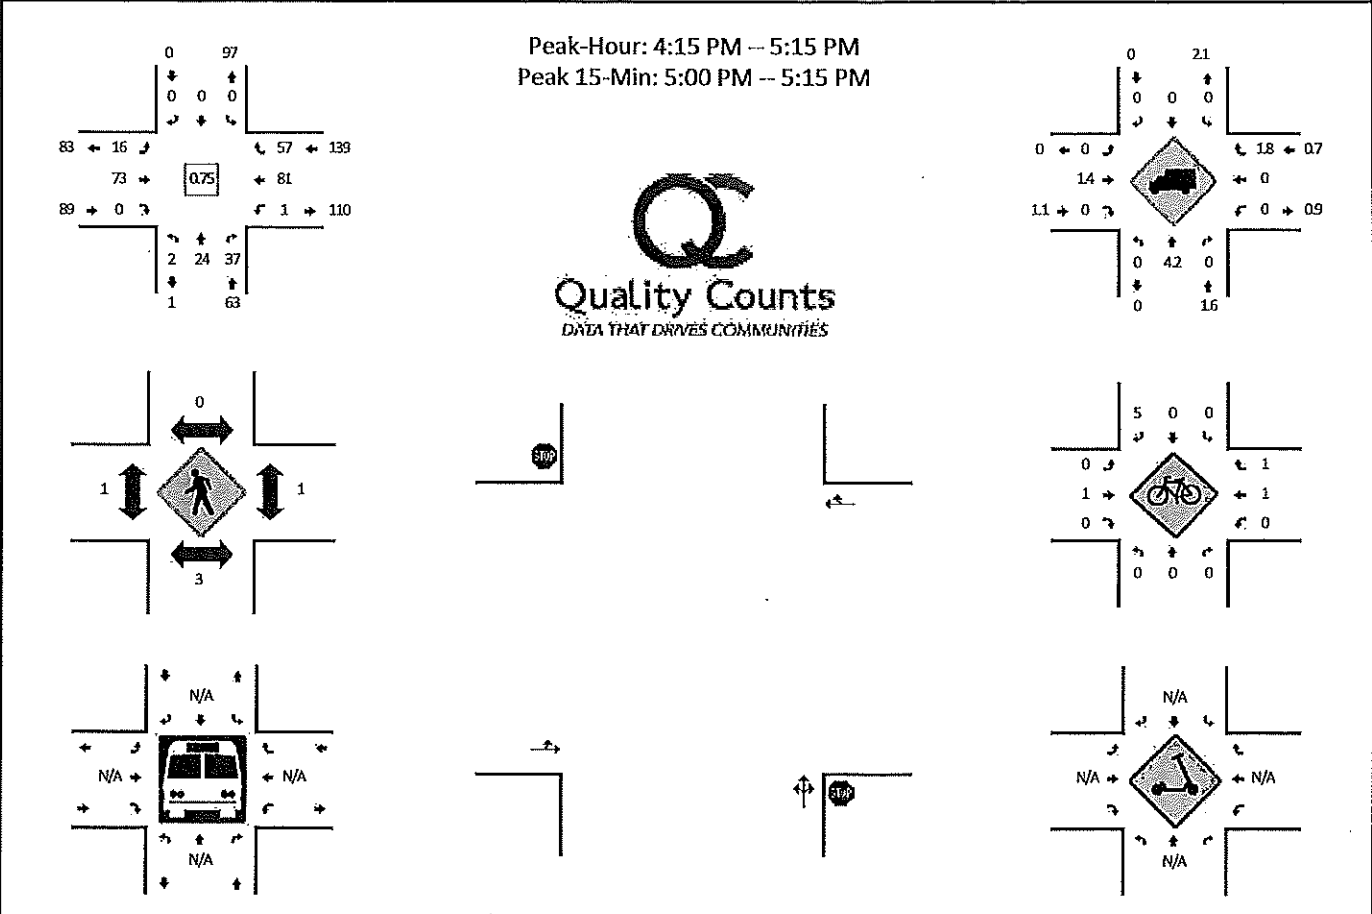 Peak-Hour: 4:15 PM -- 5:15 PM
Peak 15-Min: 5:00 PM -- 5:15 PM
0 97
0 0 0
83 16 57 139
73 0.75 81
89 0 1 110
2 24 37
1 63
QC
Quality Counts
DATA THAT DRIVES COMMUNITIES
0 2.1
0 0 0
0 0 1.8 0.7
1.4 0
1.1 0 0 0.9
0 4.2 0
0 1.6
0
1 1
3
STOP
STOP
5 0 0
0 1
1 1
0 0
0 0 0
N/A
N/A N/A
N/A
N/A
N/A N/A
N/A